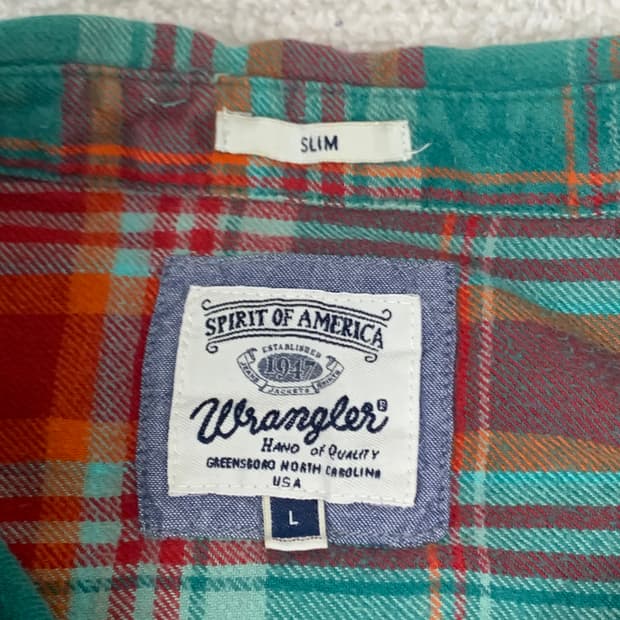 SLIM
SPIRIT OF AMERICA
ESTABLISHED
1947
JEANS JACKETS SHIRTS
Wrangler®
HAND OF QUALITY
GREENSBORO NORTH CAROLINA
USA
L